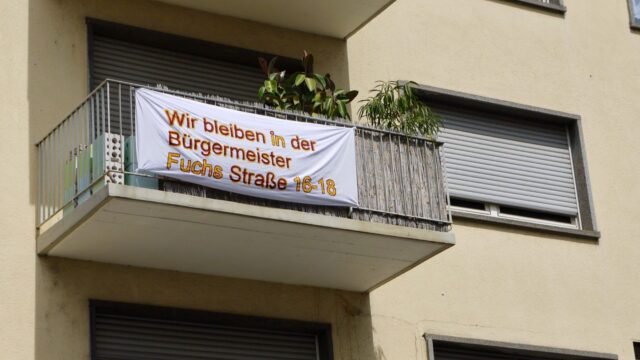 Wir bleiben in der
Bürgermeister
Fuchs Straße 16-18